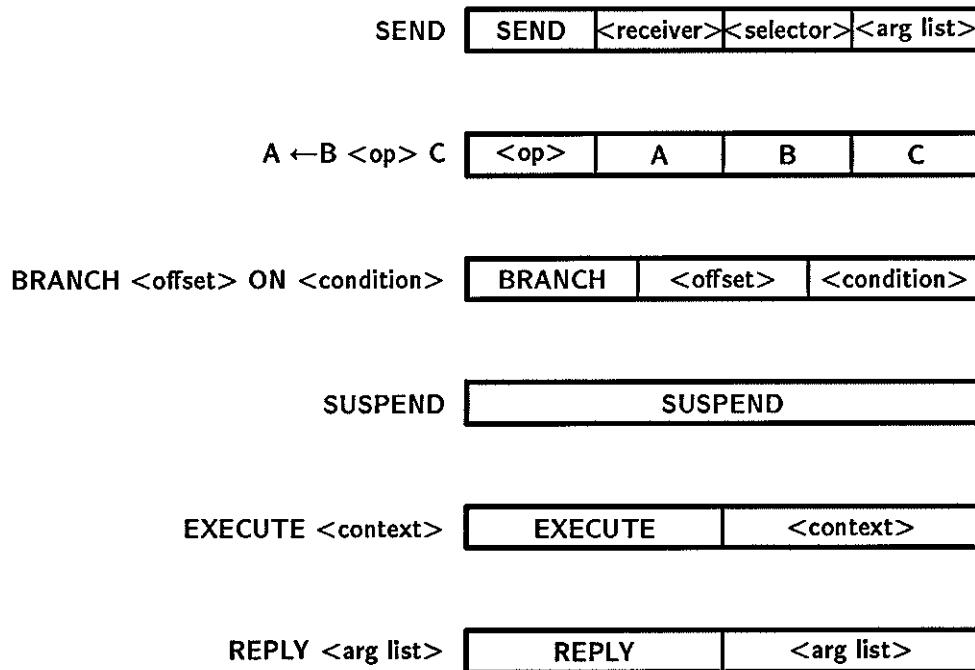 SEND SEND <receiver> <selector> <arg list>
A ←B <op> C <op> A B C
BRANCH <offset> ON <condition> BRANCH <offset> <condition>
SUSPEND SUSPEND
EXECUTE <context> EXECUTE <context>
REPLY <arg list> REPLY <arg list>